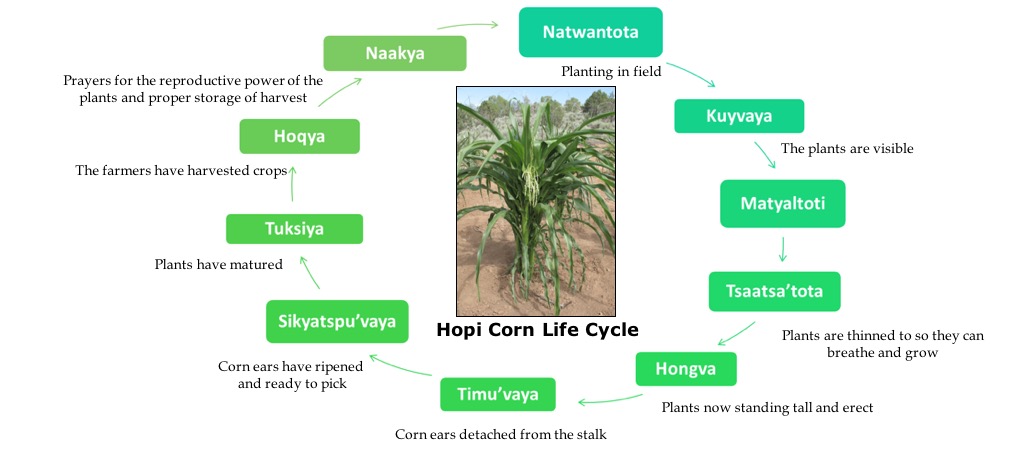 Natwantota
Planting in field
Kuyvaya
The plants are visible
Matyaltoti
Tsaatsa’tota
Plants are thinned to so they can
breathe and grow
Hongva
Plants now standing tall and erect
Timu’vaya
Corn ears detached from the stalk
Sikyatspu’vaya
Corn ears have ripened
and ready to pick
Tuksiya
Plants have matured
Hoqya
The farmers have harvested crops
Naakya
Prayers for the reproductive power of the
plants and proper storage of harvest
Hopi Corn Life Cycle